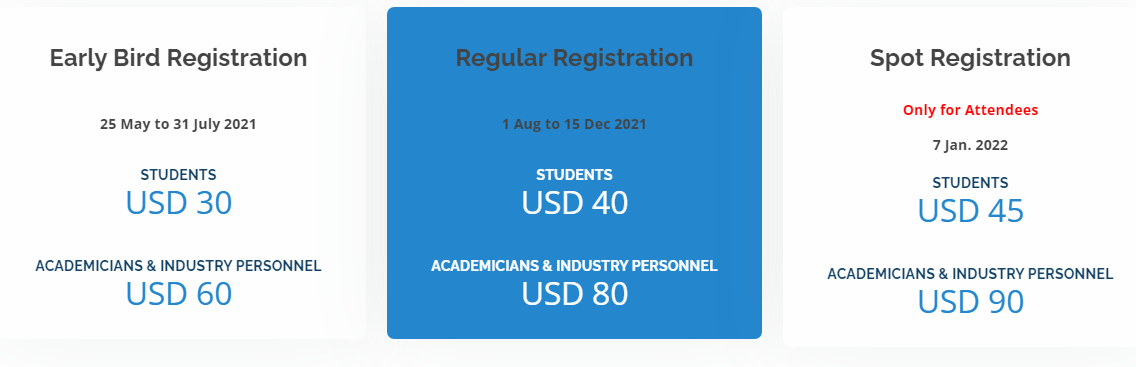 Early Bird Registration
25 May to 31 July 2021
STUDENTS
USD 30
ACADEMICIANS & INDUSTRY PERSONNEL
USD 60
Regular Registration
1 Aug to 15 Dec 2021
STUDENTS
USD 40
ACADEMICIANS & INDUSTRY PERSONNEL
USD 80
Spot Registration
Only for Attendees
7 Jan. 2022
STUDENTS
USD 45
ACADEMICIANS & INDUSTRY PERSONNEL
USD 90